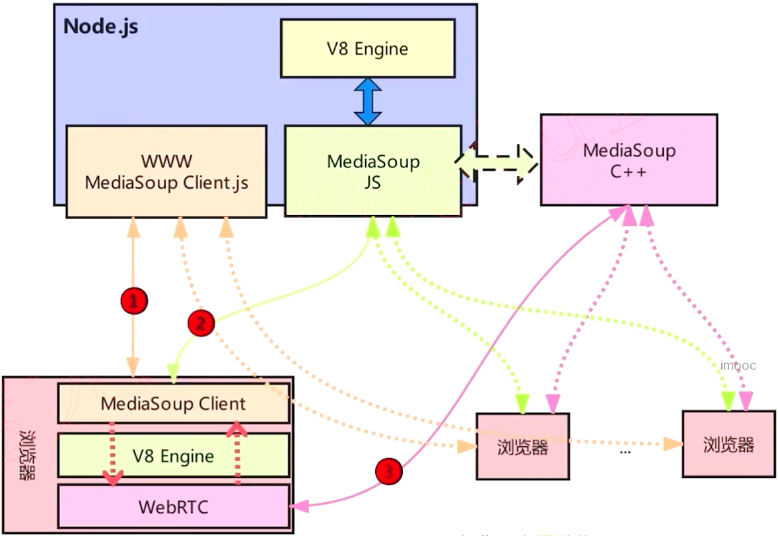 Node.js
V8 Engine
WWW
MediaSoup Client.js
MediaSoup
JS
MediaSoup
C++
1
2
imooc
MediaSoup Client
浏览器
V8 Engine
WebRTC
3
浏览器
...
浏览器